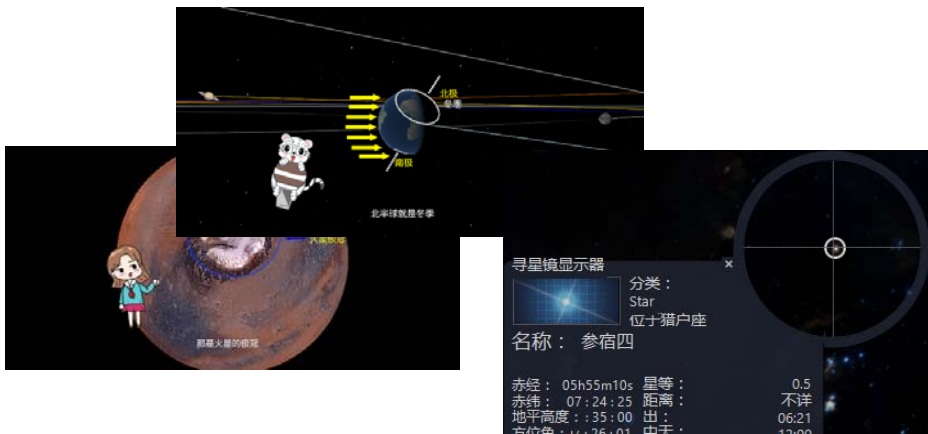 北极
冬季
南极
北半球就是冬季
那是火星的极冠
寻星镜显示器
×
分类：
Star
位于猎户座
名称： 参宿四
赤经： 05h55m10s 星等： 0.5
赤纬： 07:24:25 距离： 不详
地平高度：:35:00 出： 06:21
12:00